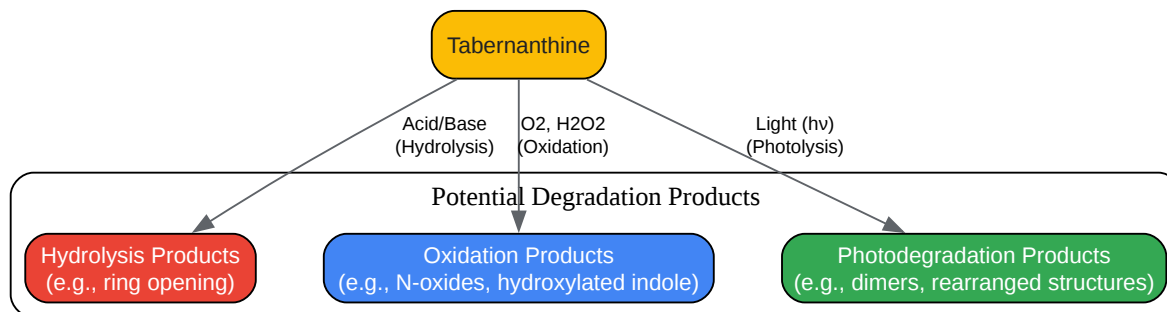 Tabernanthine
Acid/Base
(Hydrolysis)
O2, H2O2
(Oxidation)
Light (hν)
(Photolysis)
Potential Degradation Products
Hydrolysis Products
(e.g., ring opening)
Oxidation Products
(e.g., N-oxides, hydroxylated indole)
Photodegradation Products
(e.g., dimers, rearranged structures)